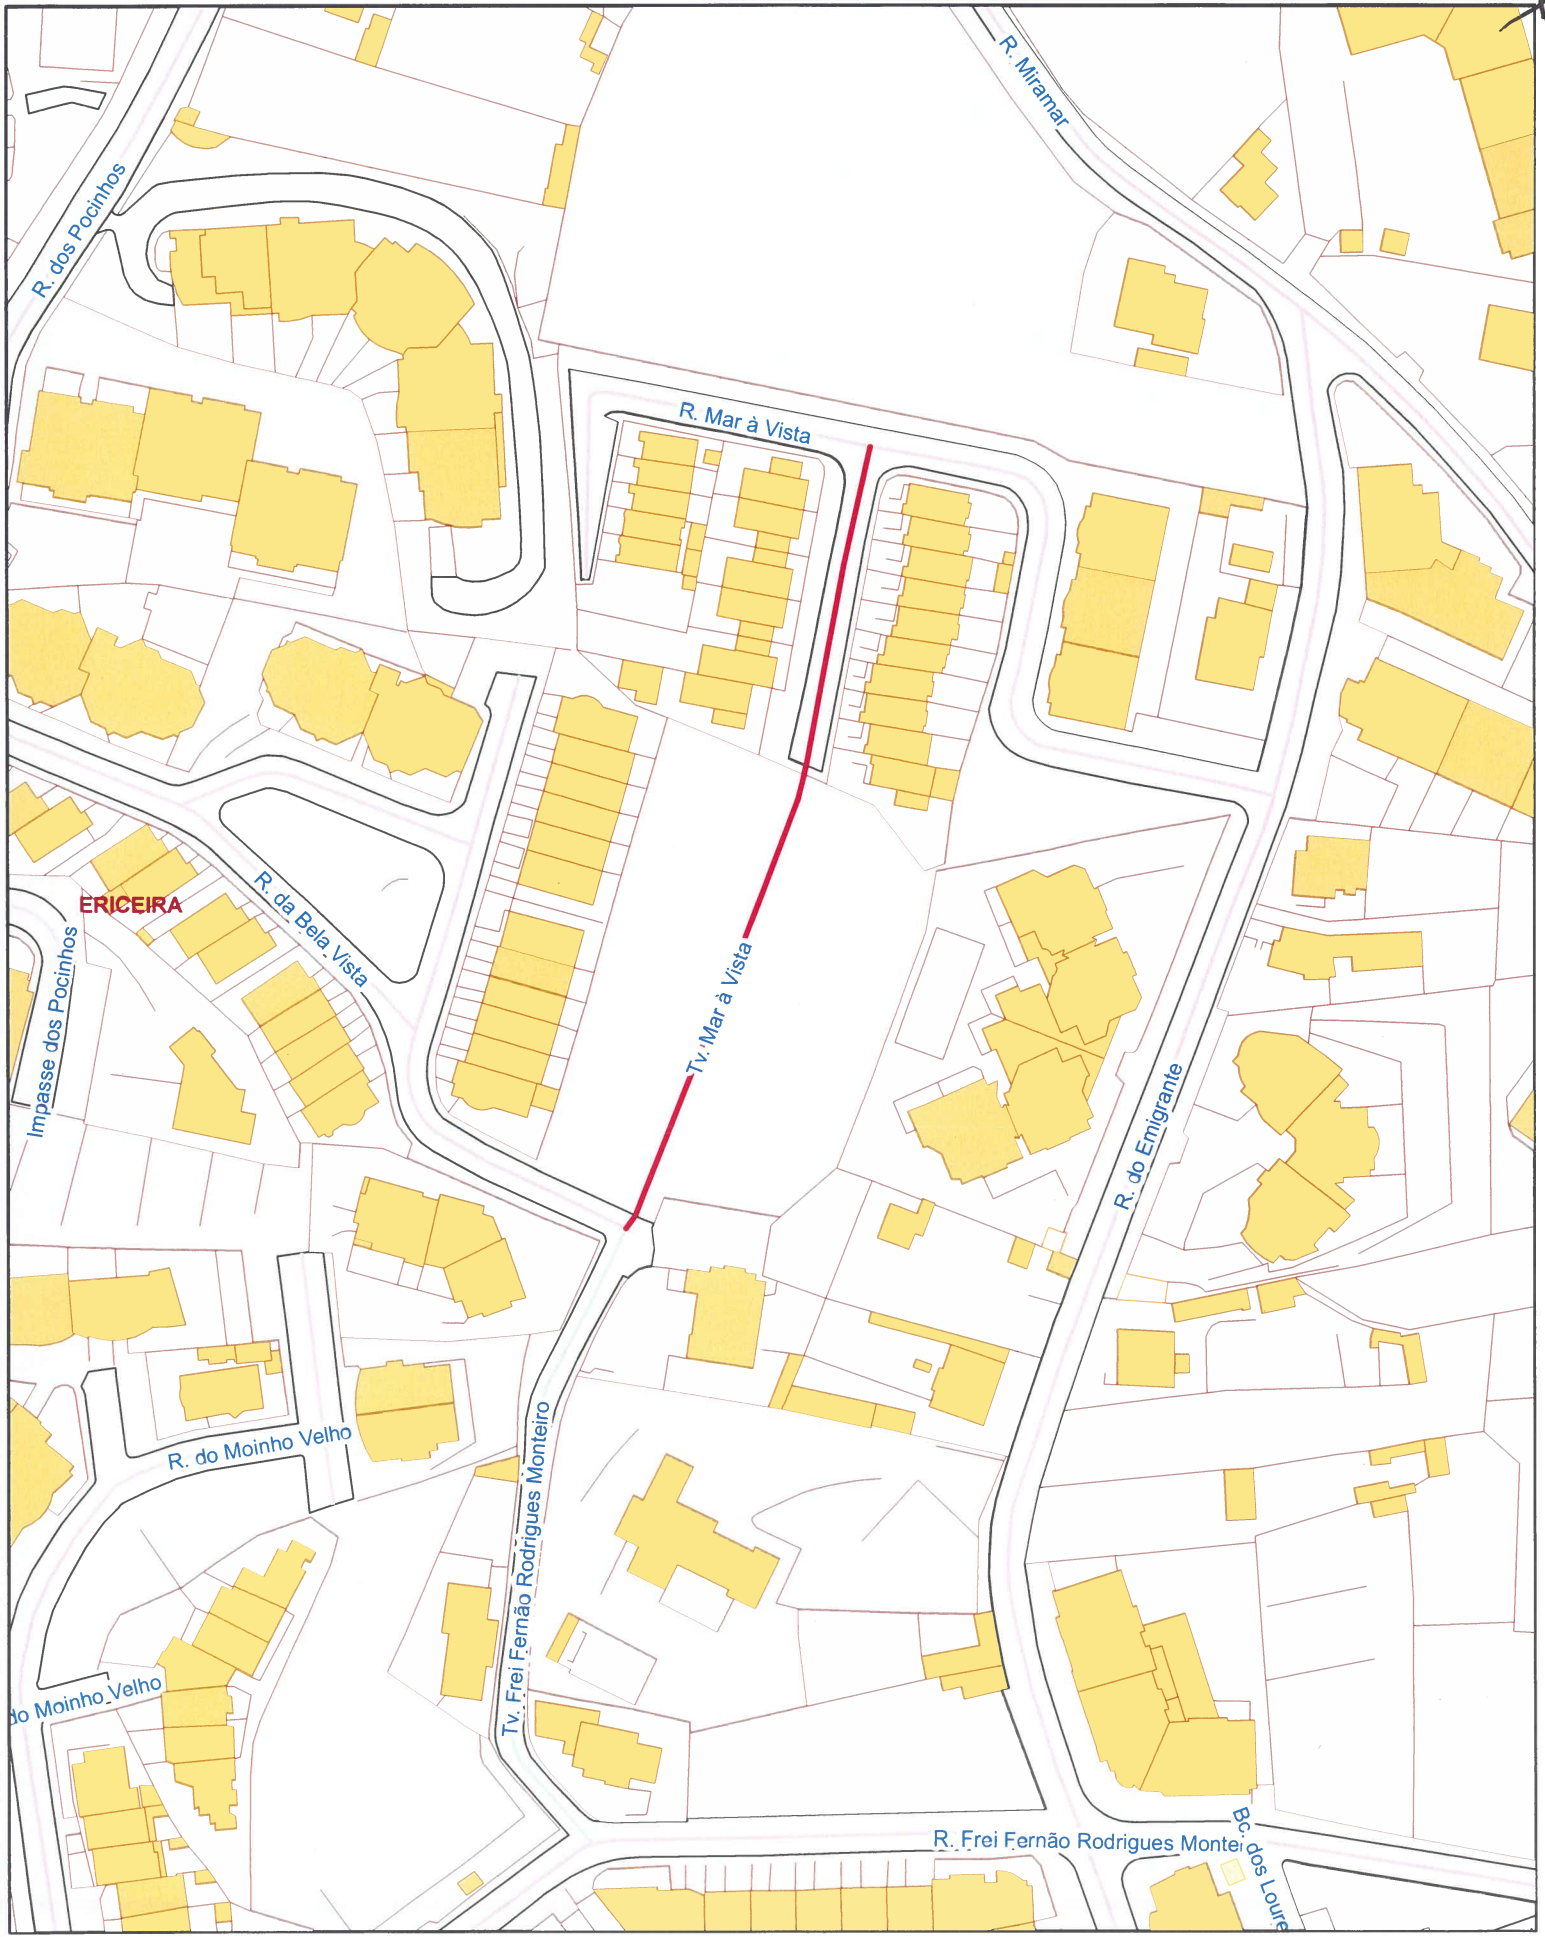 R. Miramar
R. dos Pocinhos
R. Mar à Vista
ERICEIRA
R. da Bela Vista
Impasse dos Pocinhos
Tv. Mar à Vista
R. do Emigrante
R. do Moinho Velho
Tv. Frei Fernão Rodrigues Monteiro
do Moinho Velho
R. Frei Fernão Rodrigues Monte
Bc. dos Loure